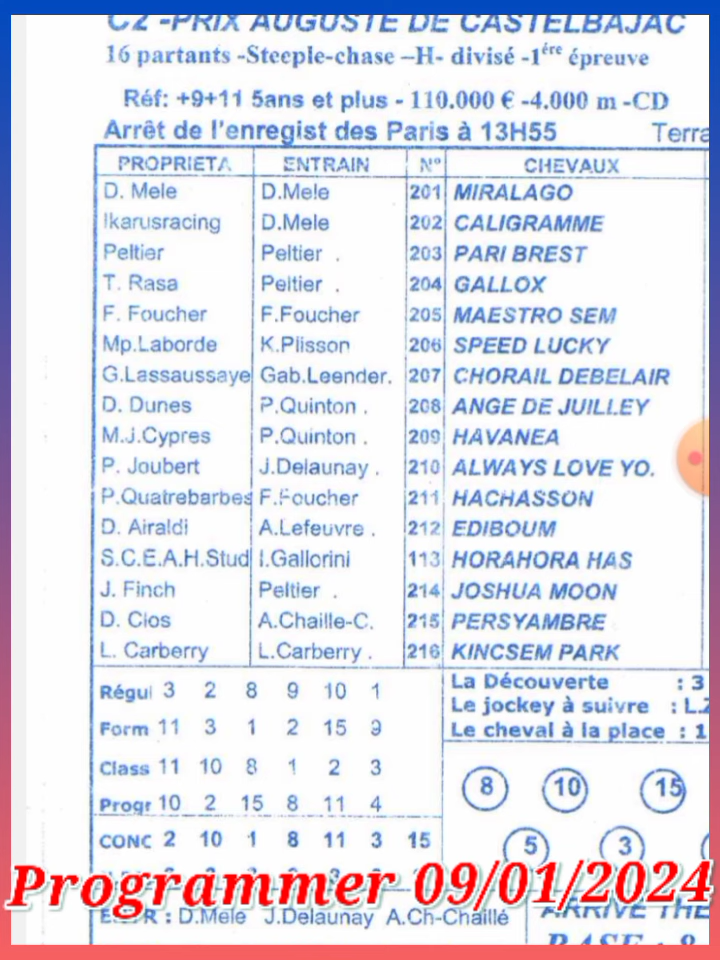 C2 -PRIX AUGUSTE DE CASTELBAJAC
16 partants -Steeple-chase –H- divisé -1ère épreuve
Réf: +9+11 5ans et plus - 110.000 € -4.000 m -CD
Arrêt de l'enregist des Paris à 13H55 Terra
PROPRIETA ENTRAIN N° CHEVAUX
D. Mele D.Mele 201 MIRALAGO
Ikarusracing D.Mele 202 CALIGRAMME
Peltier Peltier . 203 PARI BREST
T. Rasa Peltier . 204 GALLOX
F. Foucher F.Foucher 205 MAESTRO SEM
Mp.Laborde K.Plisson 206 SPEED LUCKY
G.Lassaussaye Gab.Leender. 207 CHORAIL DEBELAIR
D. Dunes P.Quinton . 208 ANGE DE JUILLEY
M.J.Cypres P.Quinton . 209 HAVANEA
P. Joubert J.Delaunay . 210 ALWAYS LOVE YO.
P.Quatrebarbes F.Foucher 211 HACHASSON
D. Airaldi A.Lefeuvre . 212 EDIBOUM
S.C.E.A.H.Stud I.Gallorini 113 HORAHORA HAS
J. Finch Peltier . 214 JOSHUA MOON
D. Clos A.Chaille-C. 215 PERSYAMBRE
L. Carberry L.Carberry . 216 KINCSEM PARK
Régul 3 2 8 9 10 1
Form 11 3 1 2 15 9
Class 11 10 8 1 2 3
Progr 10 2 15 8 11 4
CONC 2 10 1 8 11 3 15
La Découverte : 3
Le jockey à suivre : L.Z
Le cheval à la place : 1
8 10 15
5 3
Programmer 09/01/2024
: D.Mele J.Delaunay A.Ch-Chaillé
ARRIVE THE
BASE : 8